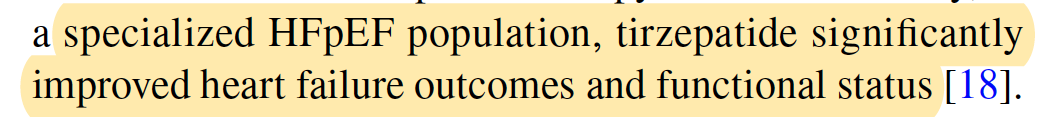 a specialized HFpEF population, tirzepatide significantly
improved heart failure outcomes and functional status [18].